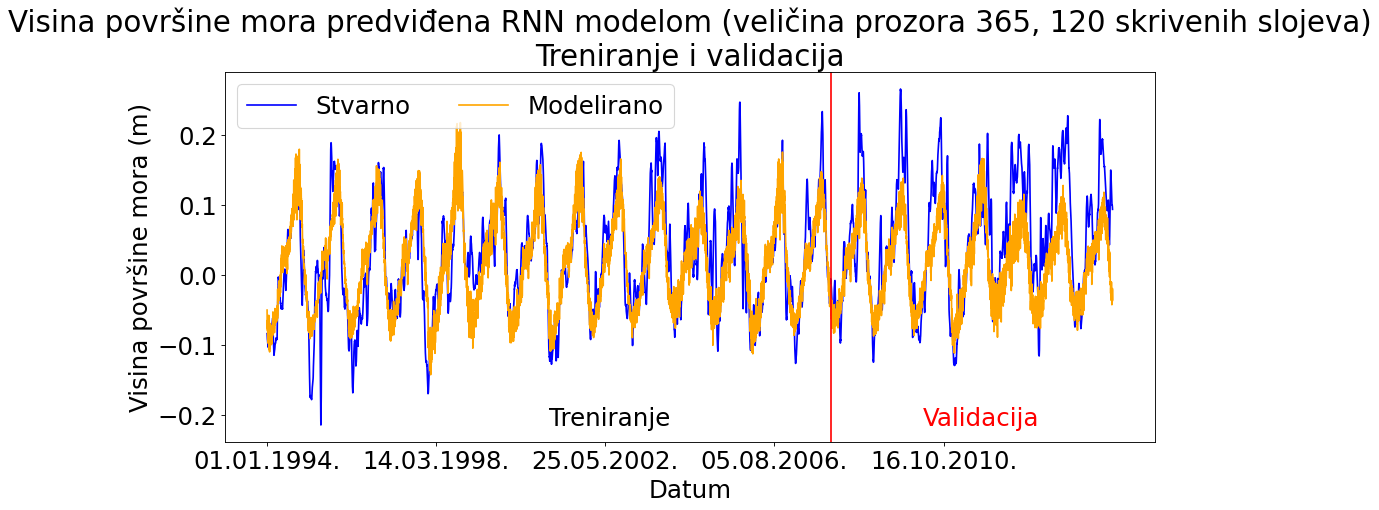 Visina površine mora predviđena RNN modelom (veličina prozora 365, 120 skrivenih slojeva)
Treniranje i validacija
Stvarno
Modelirano
Visina površine mora (m)
0.2
0.1
0.0
−0.1
−0.2
Treniranje
Validacija
01.01.1994.
14.03.1998.
25.05.2002.
05.08.2006.
16.10.2010.
Datum